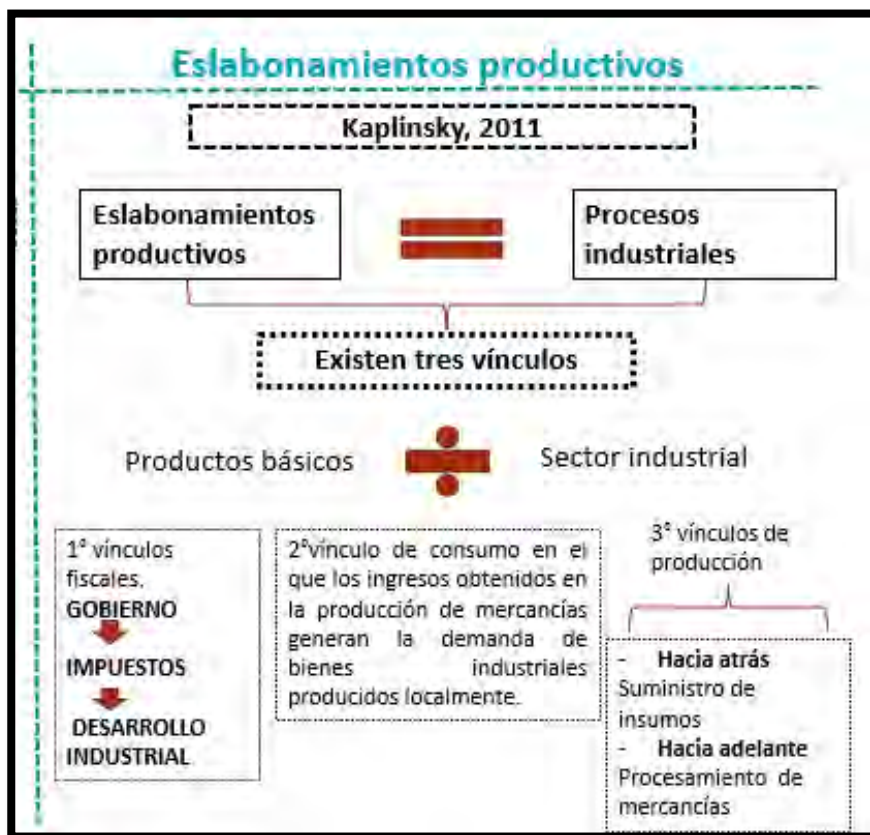 Eslabonamientos productivos
Kaplinsky, 2011
Eslabonamientos
productivos
Procesos
industriales
Existen tres vínculos
Productos básicos
Sector industrial
1° vínculos
fiscales.
GOBIERNO
IMPUESTOS
DESARROLLO
INDUSTRIAL
2°vínculo de consumo en el
que los ingresos obtenidos en
la producción de mercancías
generan la demanda de
bienes industriales
producidos localmente.
3° vínculos de
producción
- Hacia atrás
Suministro de
insumos
- Hacia adelante
Procesamiento de
mercancías